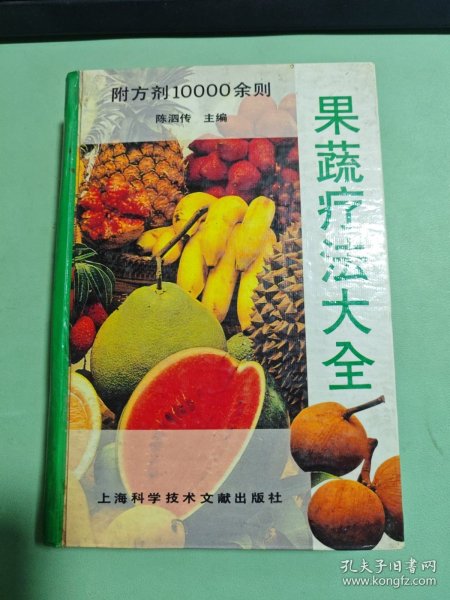 附方剂10000余则
陈泗传 主编
果蔬疗法大全
上海科学技术文献出版社
孔夫子旧书网
www.kongfz.com